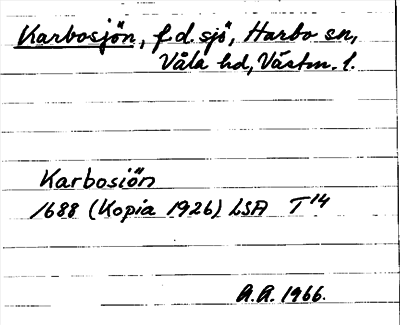 Karbosjön, f.d. sjö, Harbo sn,
Våla hd, Västm. l.
Karbosiön
1688 (Kopia 1926) LSA T14
A.A. 1966.